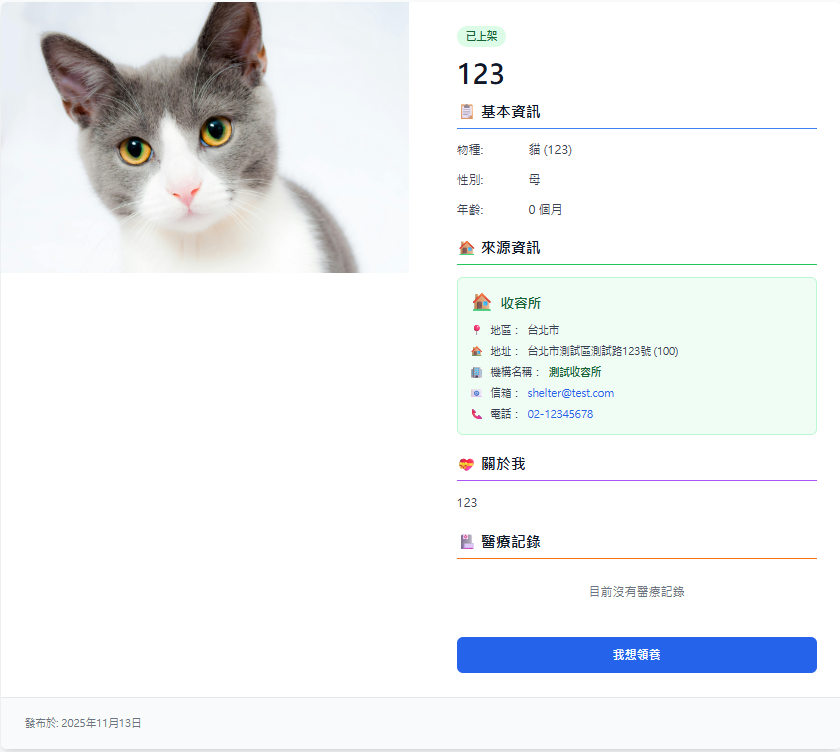 已上架
123
基本資訊
物種: 貓 (123)
性別: 母
年齡: 0 個月
來源資訊
收容所
地區： 台北市
地址： 台北市測試區測試路123號 (100)
機構名稱： 測試收容所
信箱： shelter@test.com
電話： 02-12345678
關於我
123
醫療記錄
目前沒有醫療記錄
我想領養
發布於: 2025年11月13日